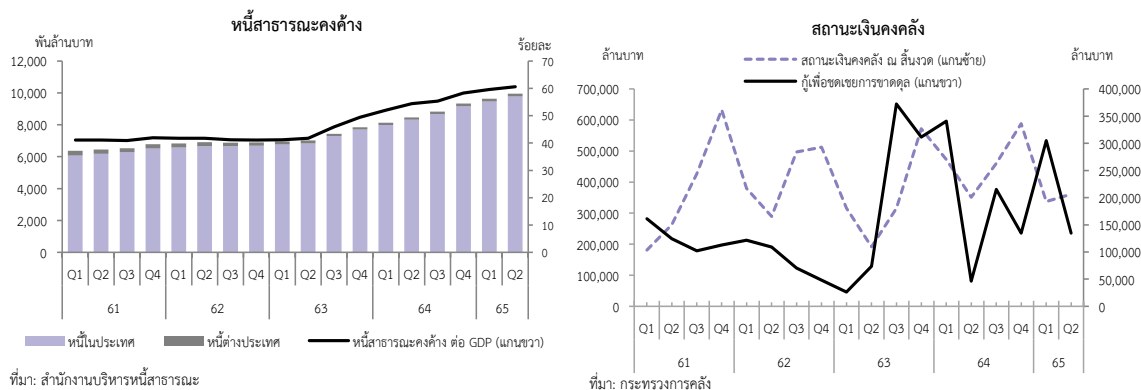 หนี้สาธารณะคงค้าง
พันล้านบาท
ร้อยละ
12,000
10,000
8,000
6,000
4,000
2,000
0
70
60
50
40
30
20
10
0
Q1 Q2 Q3 Q4 Q1 Q2 Q3 Q4 Q1 Q2 Q3 Q4 Q1 Q2 Q3 Q4 Q1 Q2
61 62 63 64 65
หนี้ในประเทศ หนี้ต่างประเทศ หนี้สาธารณะคงค้าง ต่อ GDP (แกนขวา)
ที่มา: สำนักงานบริหารหนี้สาธารณะ
สถานะเงินคงคลัง
ล้านบาท
ล้านบาท
สถานะเงินคงคลัง ณ สิ้นงวด (แกนซ้าย)
กู้เพื่อชดเชยการขาดดุล (แกนขวา)
700,000
600,000
500,000
400,000
300,000
200,000
100,000
0
400,000
350,000
300,000
250,000
200,000
150,000
100,000
50,000
0
Q1 Q2 Q3 Q4 Q1 Q2 Q3 Q4 Q1 Q2 Q3 Q4 Q1 Q2 Q3 Q4 Q1 Q2
61 62 63 64 65
ที่มา: กระทรวงการคลัง